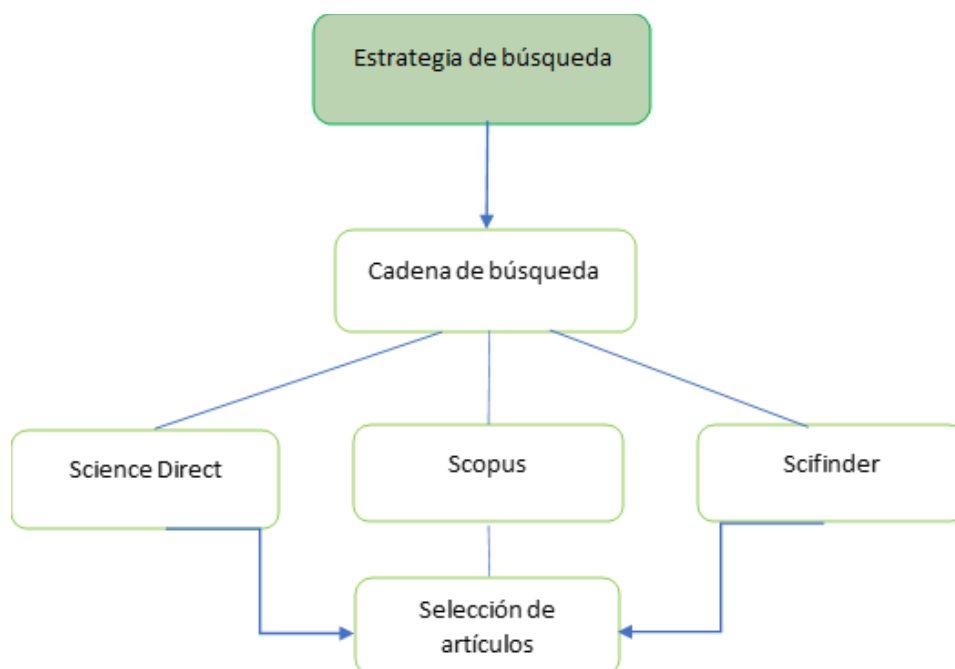 Estrategia de búsqueda
Cadena de búsqueda
Science Direct
Scopus
Scifinder
Selección de
artículos